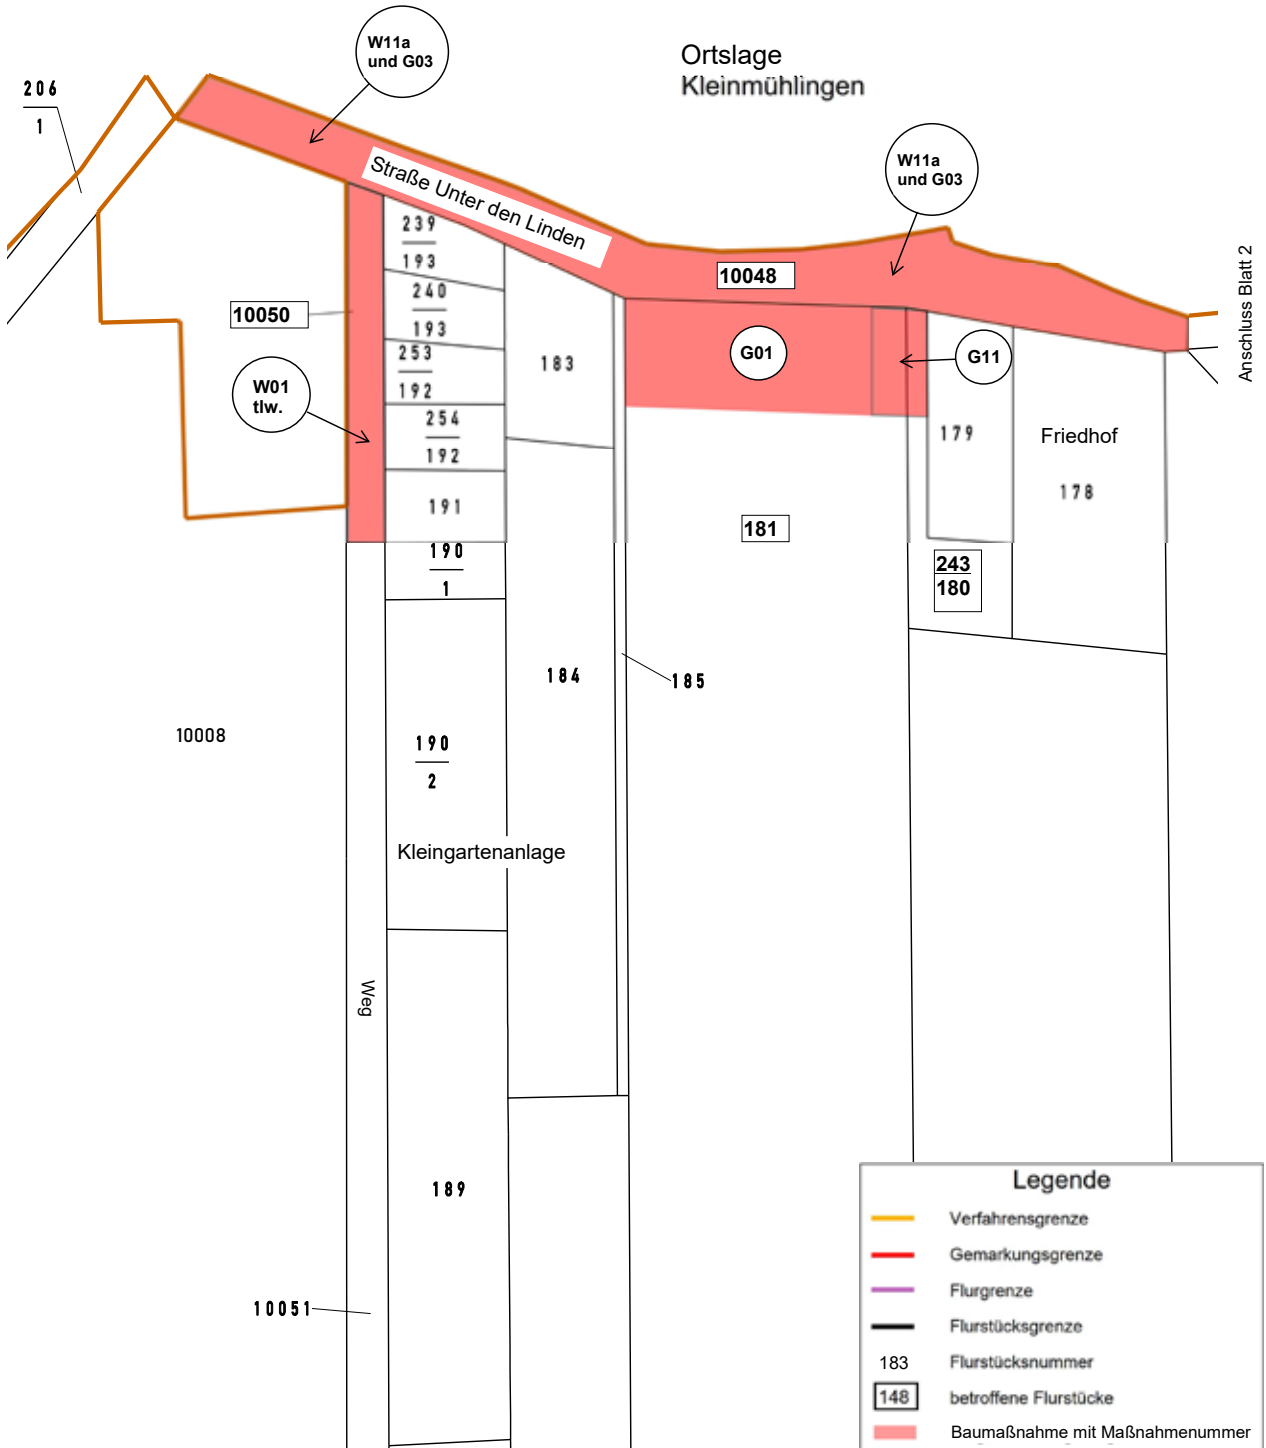 W11a
und G03
Ortslage
Kleinmühlingen
206
1
W11a
und G03
Straße Unter den Linden
239
193
10048
Anschluss Blatt 2
240
193
10050
253
192
183
G01
G11
W01
tlw.
254
192
179
Friedhof
191
178
181
190
1
243
180
184
185
10008
190
2
Kleingartenanlage
Weg
189
10051
Legende
Verfahrensgrenze
Gemarkungsgrenze
Flurgrenze
Flurstücksgrenze
183 Flurstücksnummer
148 betroffene Flurstücke
Baumaßnahme mit Maßnahmenummer